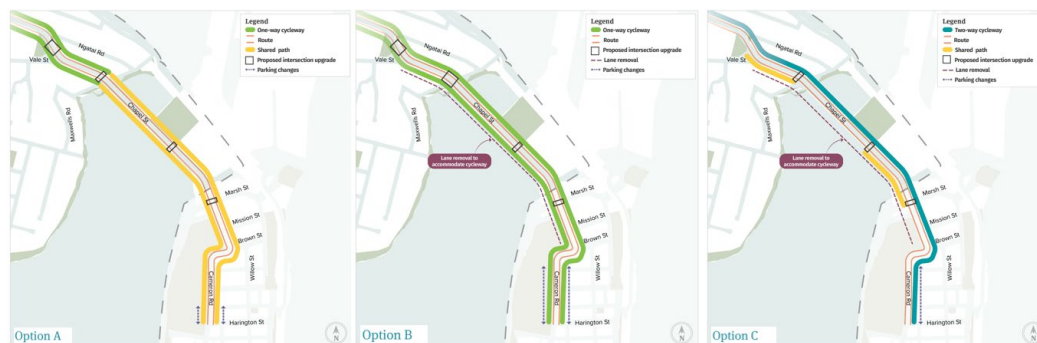 Legend
One-way cycleway
Route
Shared path
Proposed intersection upgrade
Parking changes
Ngatai Rd
Vale St
Maxwells Rd
Chapel St
Marsh St
Mission St
Brown St
Willow St
Cameron Rd
Harington St
N
Option A
Legend
One-way cycleway
Route
Proposed intersection upgrade
Lane removal
Parking changes
Ngatai Rd
Vale St
Maxwells Rd
Chapel St
Lane removal to
accommodate cycleway
Marsh St
Mission St
Brown St
Willow St
Cameron Rd
Harington St
N
Option B
Legend
Two-way cycleway
Route
Shared path
Proposed intersection upgrade
Lane removal
Parking changes
Ngatai Rd
Vale St
Maxwells Rd
Chapel St
Lane removal to
accommodate cycleway
Marsh St
Mission St
Brown St
Willow St
Cameron Rd
Harington St
N
Option C